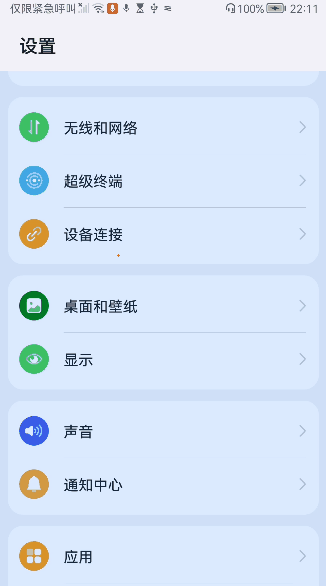 仅限紧急呼叫 100% 22:11
设置
无线和网络
超级终端
设备连接
桌面和壁纸
显示
声音
通知中心
应用